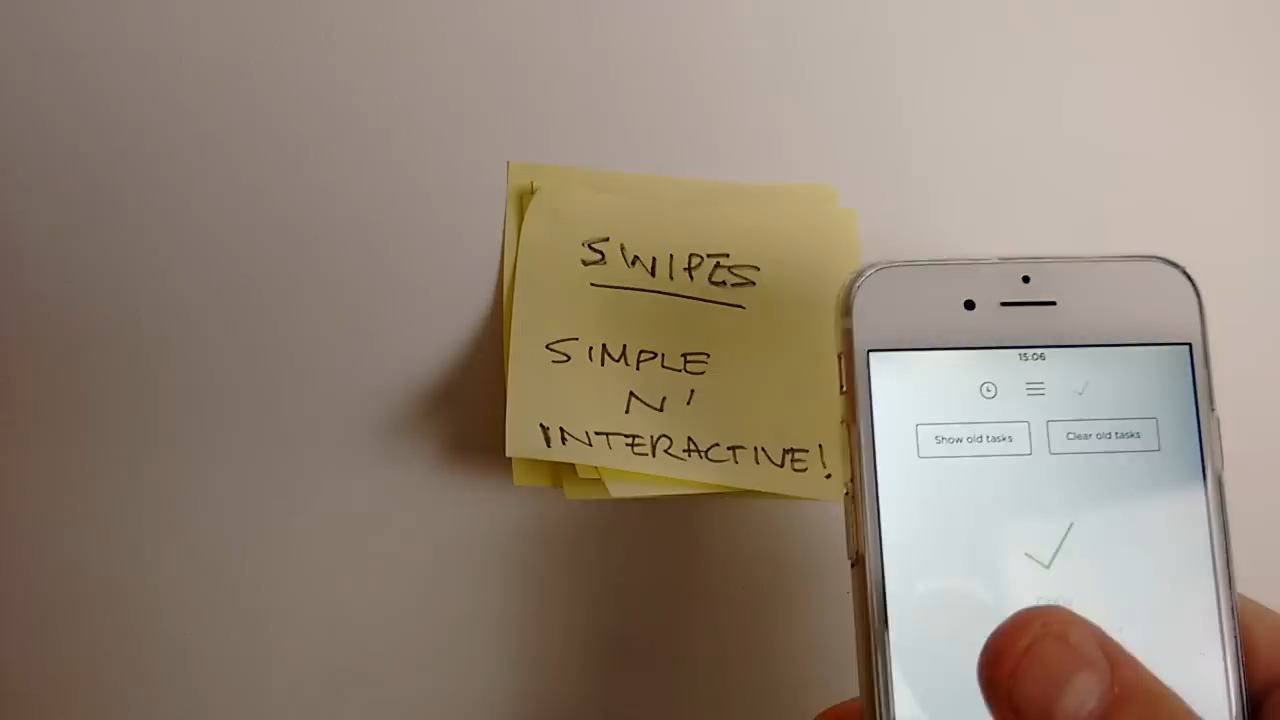 SWIPES
SIMPLE
N'
INTERACTIVE!
15:06
Show old tasks
Clear old tasks